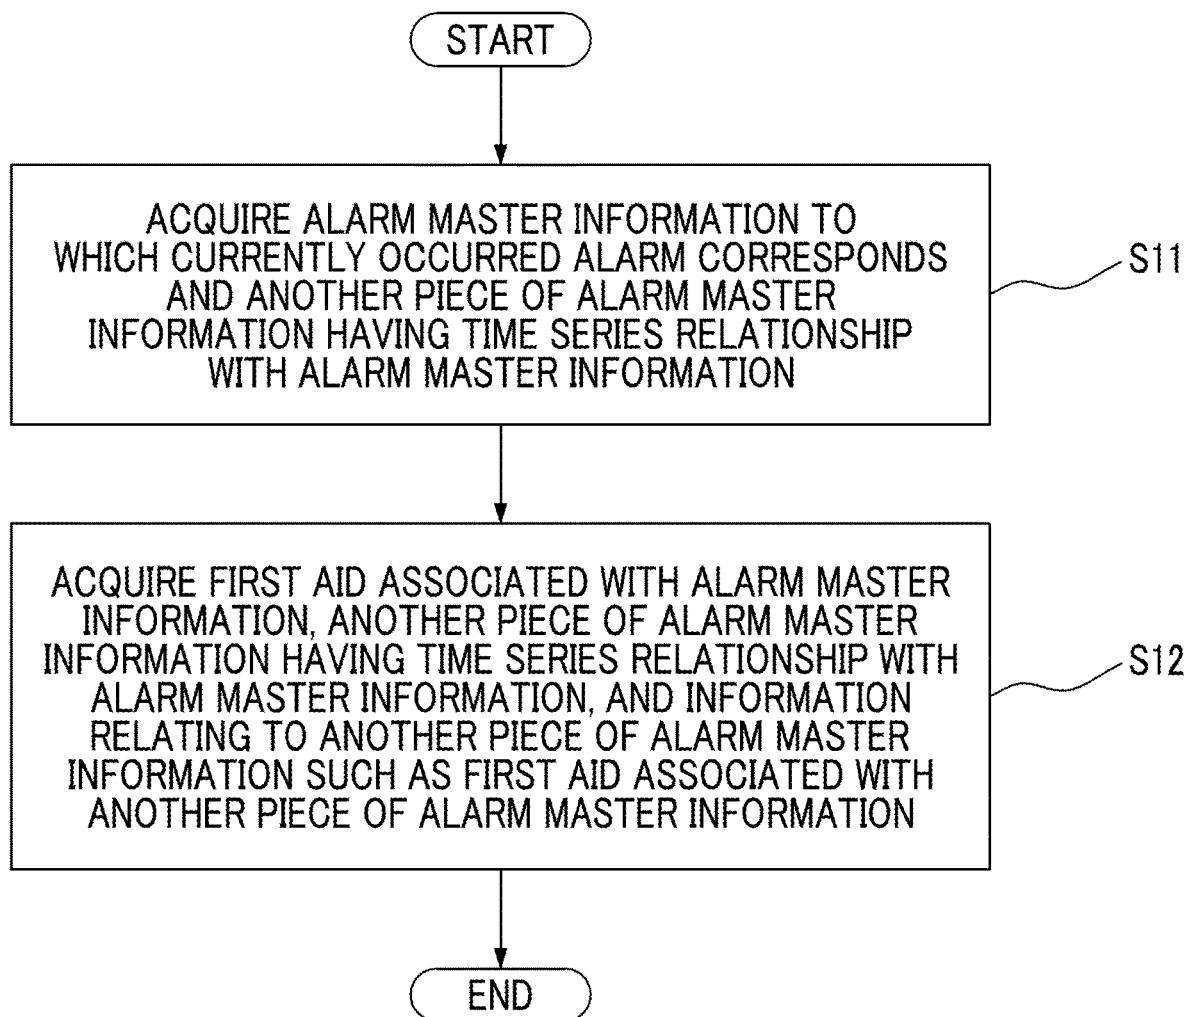 START
ACQUIRE ALARM MASTER INFORMATION TO
WHICH CURRENTLY OCCURRED ALARM CORRESPONDS
AND ANOTHER PIECE OF ALARM MASTER
INFORMATION HAVING TIME SERIES RELATIONSHIP
WITH ALARM MASTER INFORMATION
S11
ACQUIRE FIRST AID ASSOCIATED WITH ALARM MASTER
INFORMATION, ANOTHER PIECE OF ALARM MASTER
INFORMATION HAVING TIME SERIES RELATIONSHIP WITH
ALARM MASTER INFORMATION, AND INFORMATION
RELATING TO ANOTHER PIECE OF ALARM MASTER
INFORMATION SUCH AS FIRST AID ASSOCIATED WITH
ANOTHER PIECE OF ALARM MASTER INFORMATION
S12
END